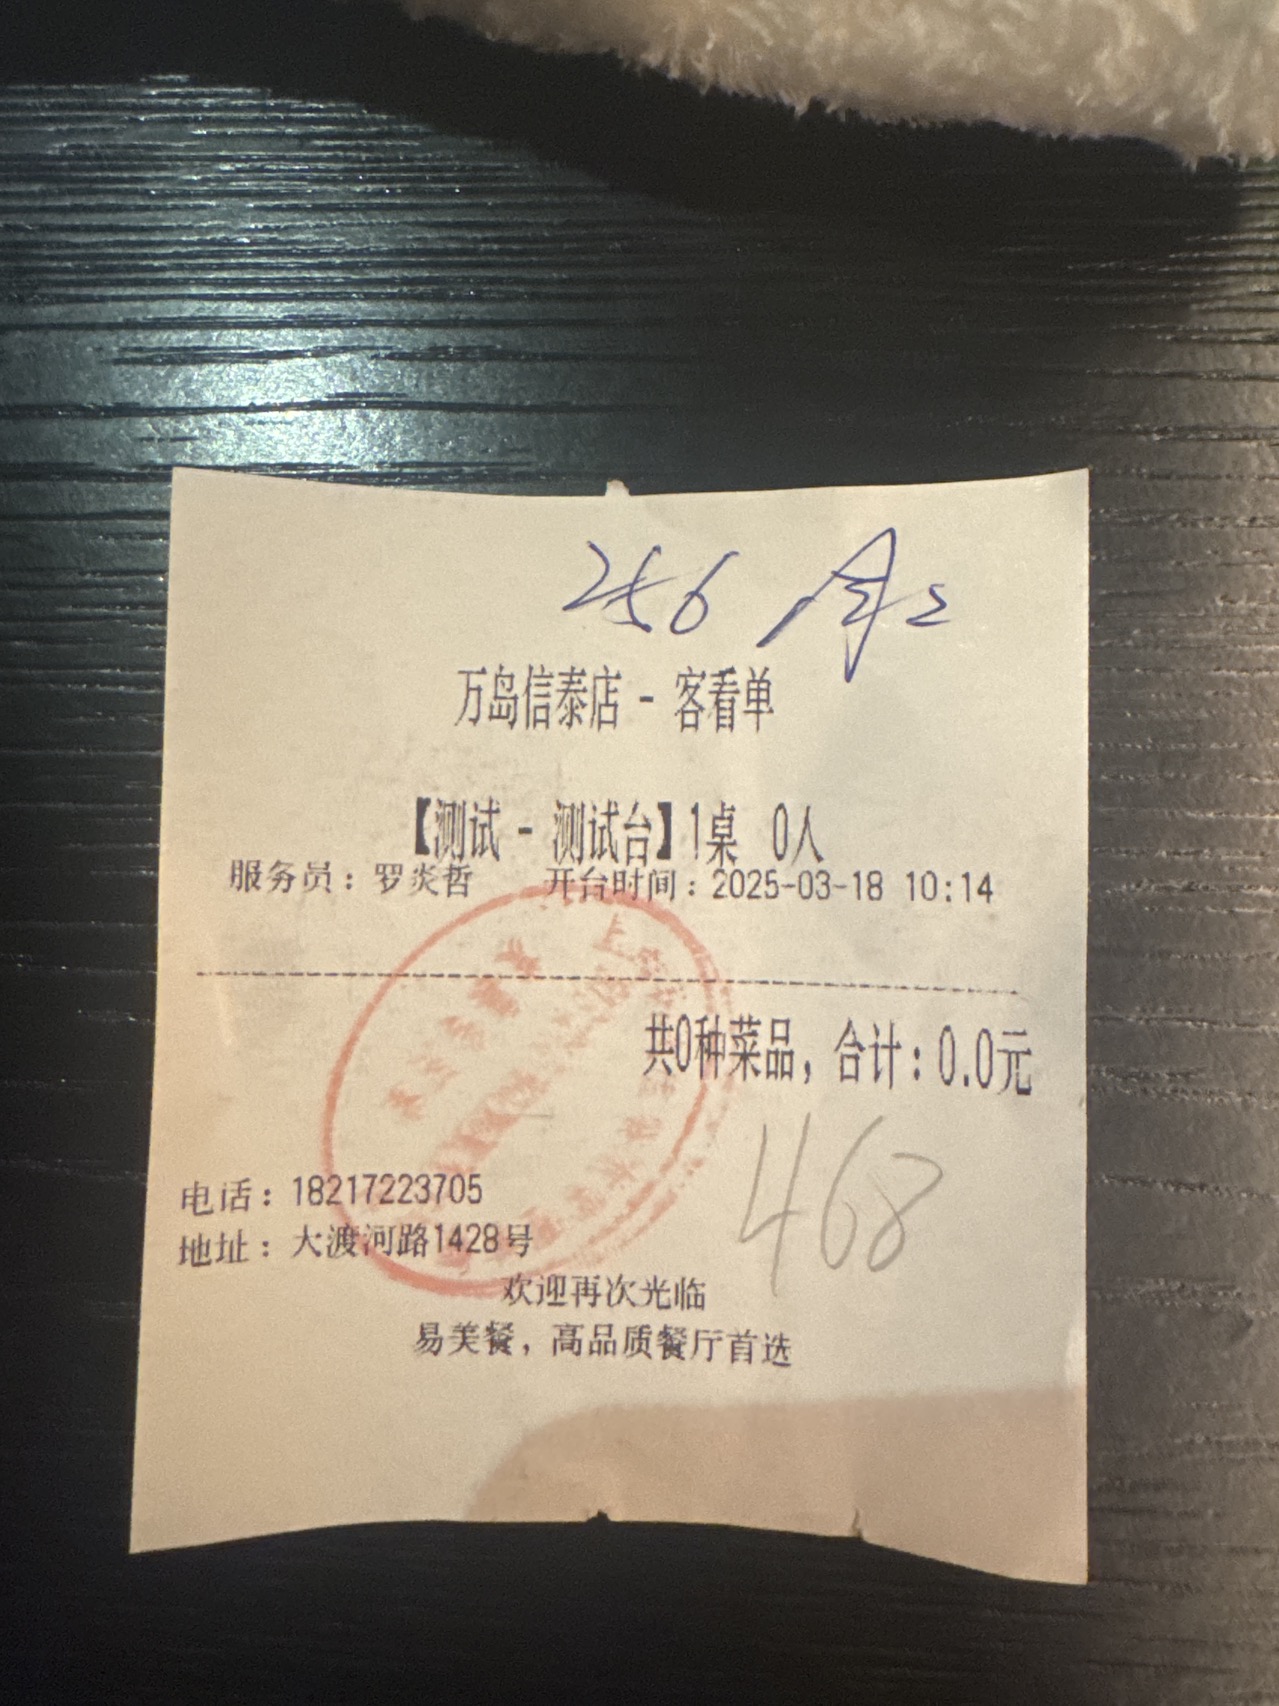 256
万岛信泰店 - 客看单
【测试 - 测试台】1桌 0人
服务员：罗炎哲 开台时间：2025-03-18 10:14
共0种菜品，合计：0.0元
468
电话：18217223705
地址：大渡河路1428号
欢迎再次光临
易美餐，高品质餐厅首选